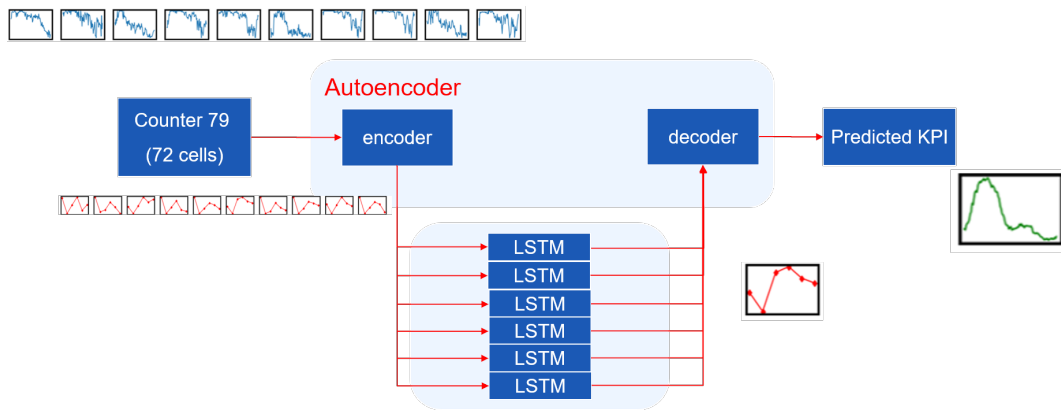 Autoencoder
Counter 79
(72 cells)
encoder
decoder
Predicted KPI
LSTM
LSTM
LSTM
LSTM
LSTM
LSTM